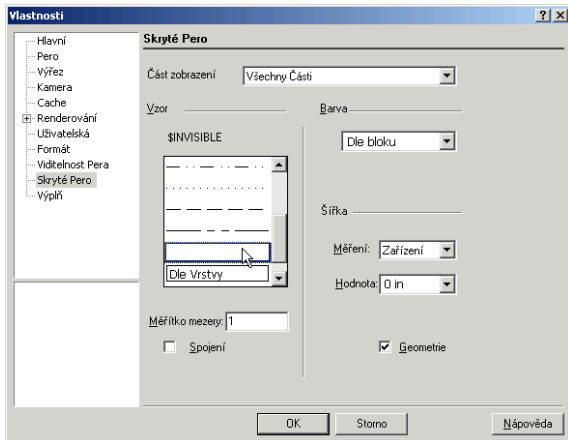 Vlastnosti
Hlavní
Pero
Výřez
Kamera
Cache
Renderování
Uživatelská
Formát
Viditelnost Pera
Skryté Pero
Výplň
Skryté Pero
Část zobrazení
Všechny Části
Vzor
$INVISIBLE
Dle Vrstvy
Měřítko mezery: 1
Spojení
Barva
Dle bloku
Šířka
Měření: Zařízení
Hodnota: 0 in
Geometrie
OK
Storno
Nápověda